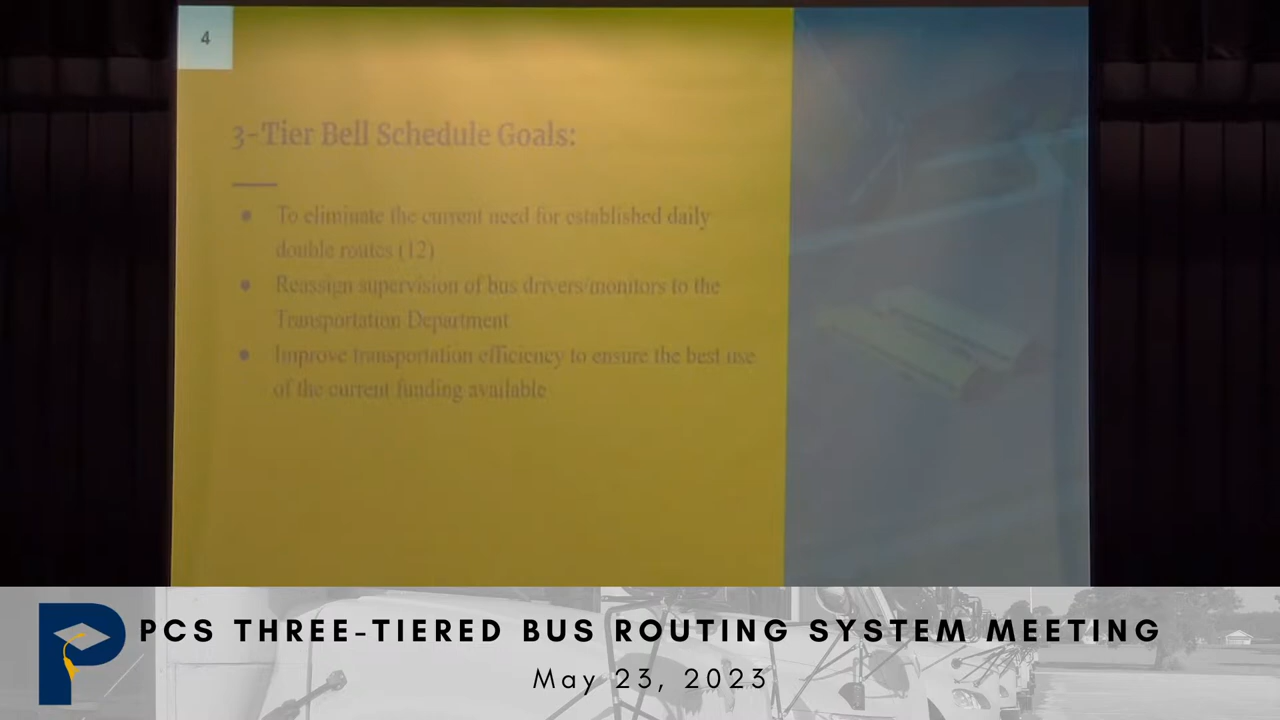 4
3-Tier Bell Schedule Goals:
To eliminate the current need for established daily
double routes (12)
Reassign supervision of bus drivers/monitors to the
Transportation Department
Improve transportation efficiency to ensure the best use
of the current funding available
P
PCS THREE-TIERED BUS ROUTING SYSTEM MEETING
May 23, 2023